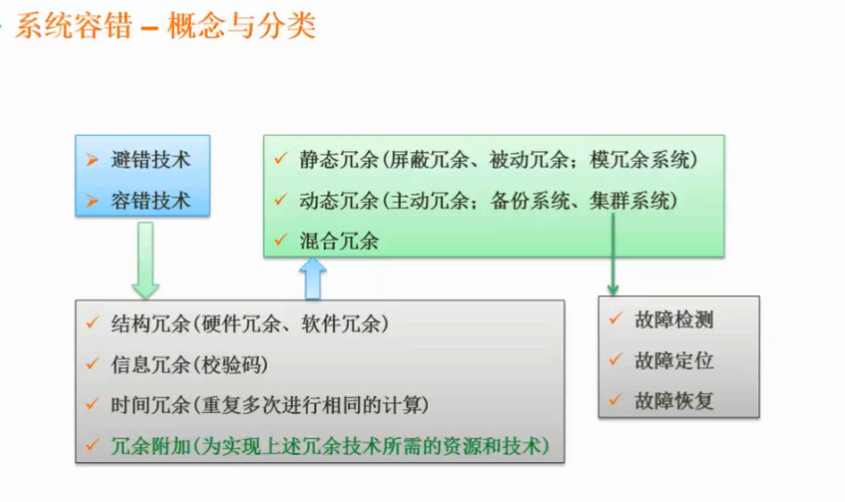 系统容错 – 概念与分类
避错技术
容错技术
静态冗余(屏蔽冗余、被动冗余；模冗余系统)
动态冗余(主动冗余；备份系统、集群系统)
混合冗余
结构冗余(硬件冗余、软件冗余)
信息冗余(校验码)
时间冗余(重复多次进行相同的计算)
冗余附加(为实现上述冗余技术所需的资源和技术)
故障检测
故障定位
故障恢复